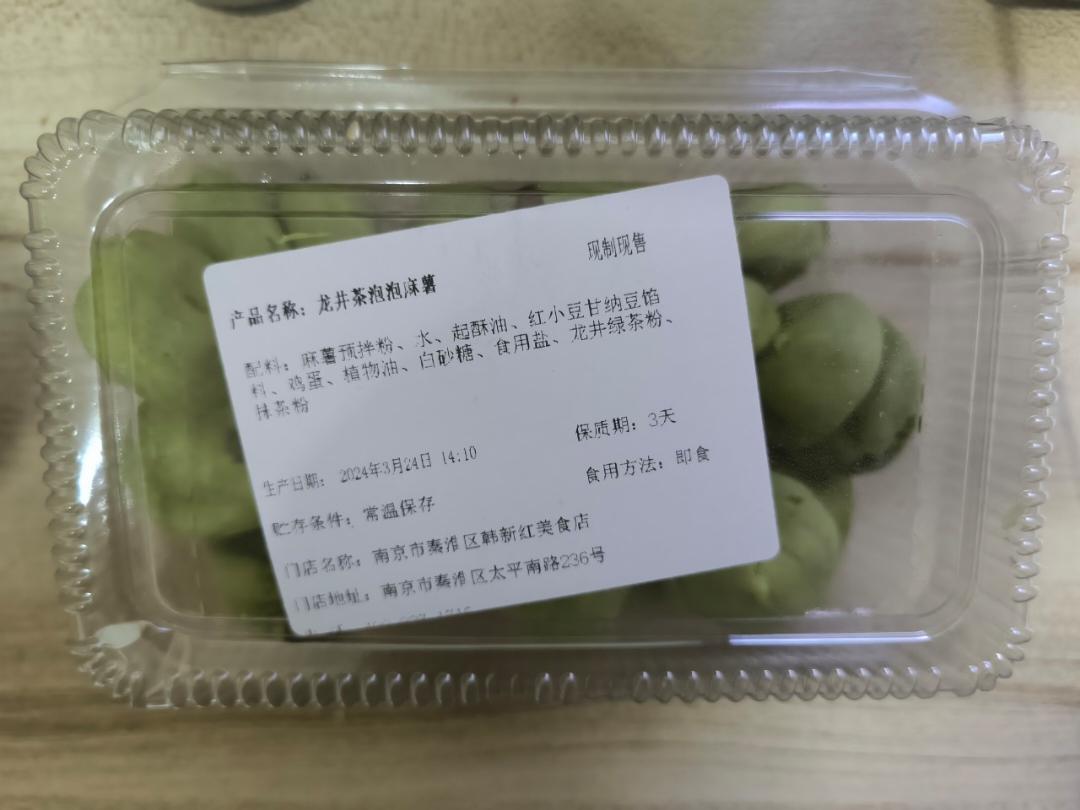 现制现售
产品名称：龙井茶泡泡麻薯
配料：麻薯预拌粉、水、起酥油、红小豆甘纳豆馅
料、鸡蛋、植物油、白砂糖、食用盐、龙井绿茶粉、
抹茶粉
保质期：3天
生产日期：2024年3月24日 14:10
食用方法：即食
贮存条件：常温保存
门店名称：南京市秦淮区韩新红美食店
门店地址：南京市秦淮区太平南路236号